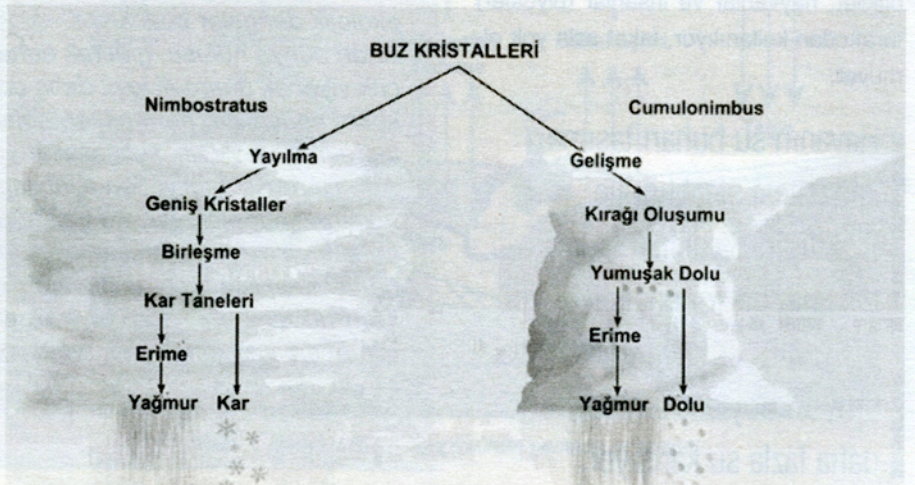 BUZ KRİSTALLERİ
Nimbostratus
Cumulonimbus
Yayılma
Gelişme
Geniş Kristaller
Kırağı Oluşumu
Birleşme
Yumuşak Dolu
Kar Taneleri
Erime
Erime
Yağmur Kar
Yağmur Dolu